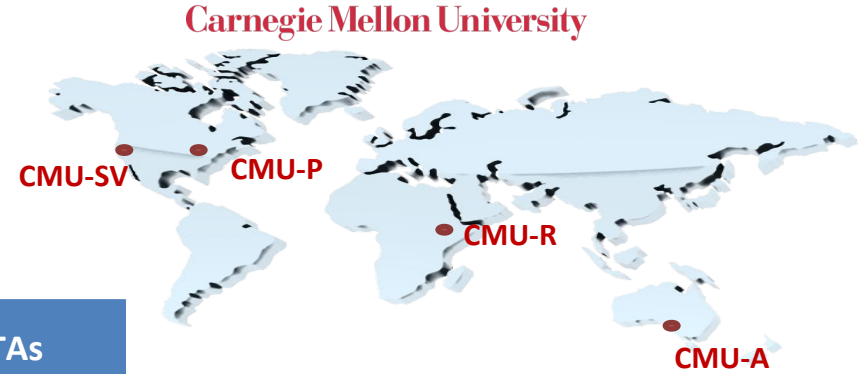 Carnegie Mellon University
CMU-SV
CMU-P
CMU-R
TAs
CMU-A